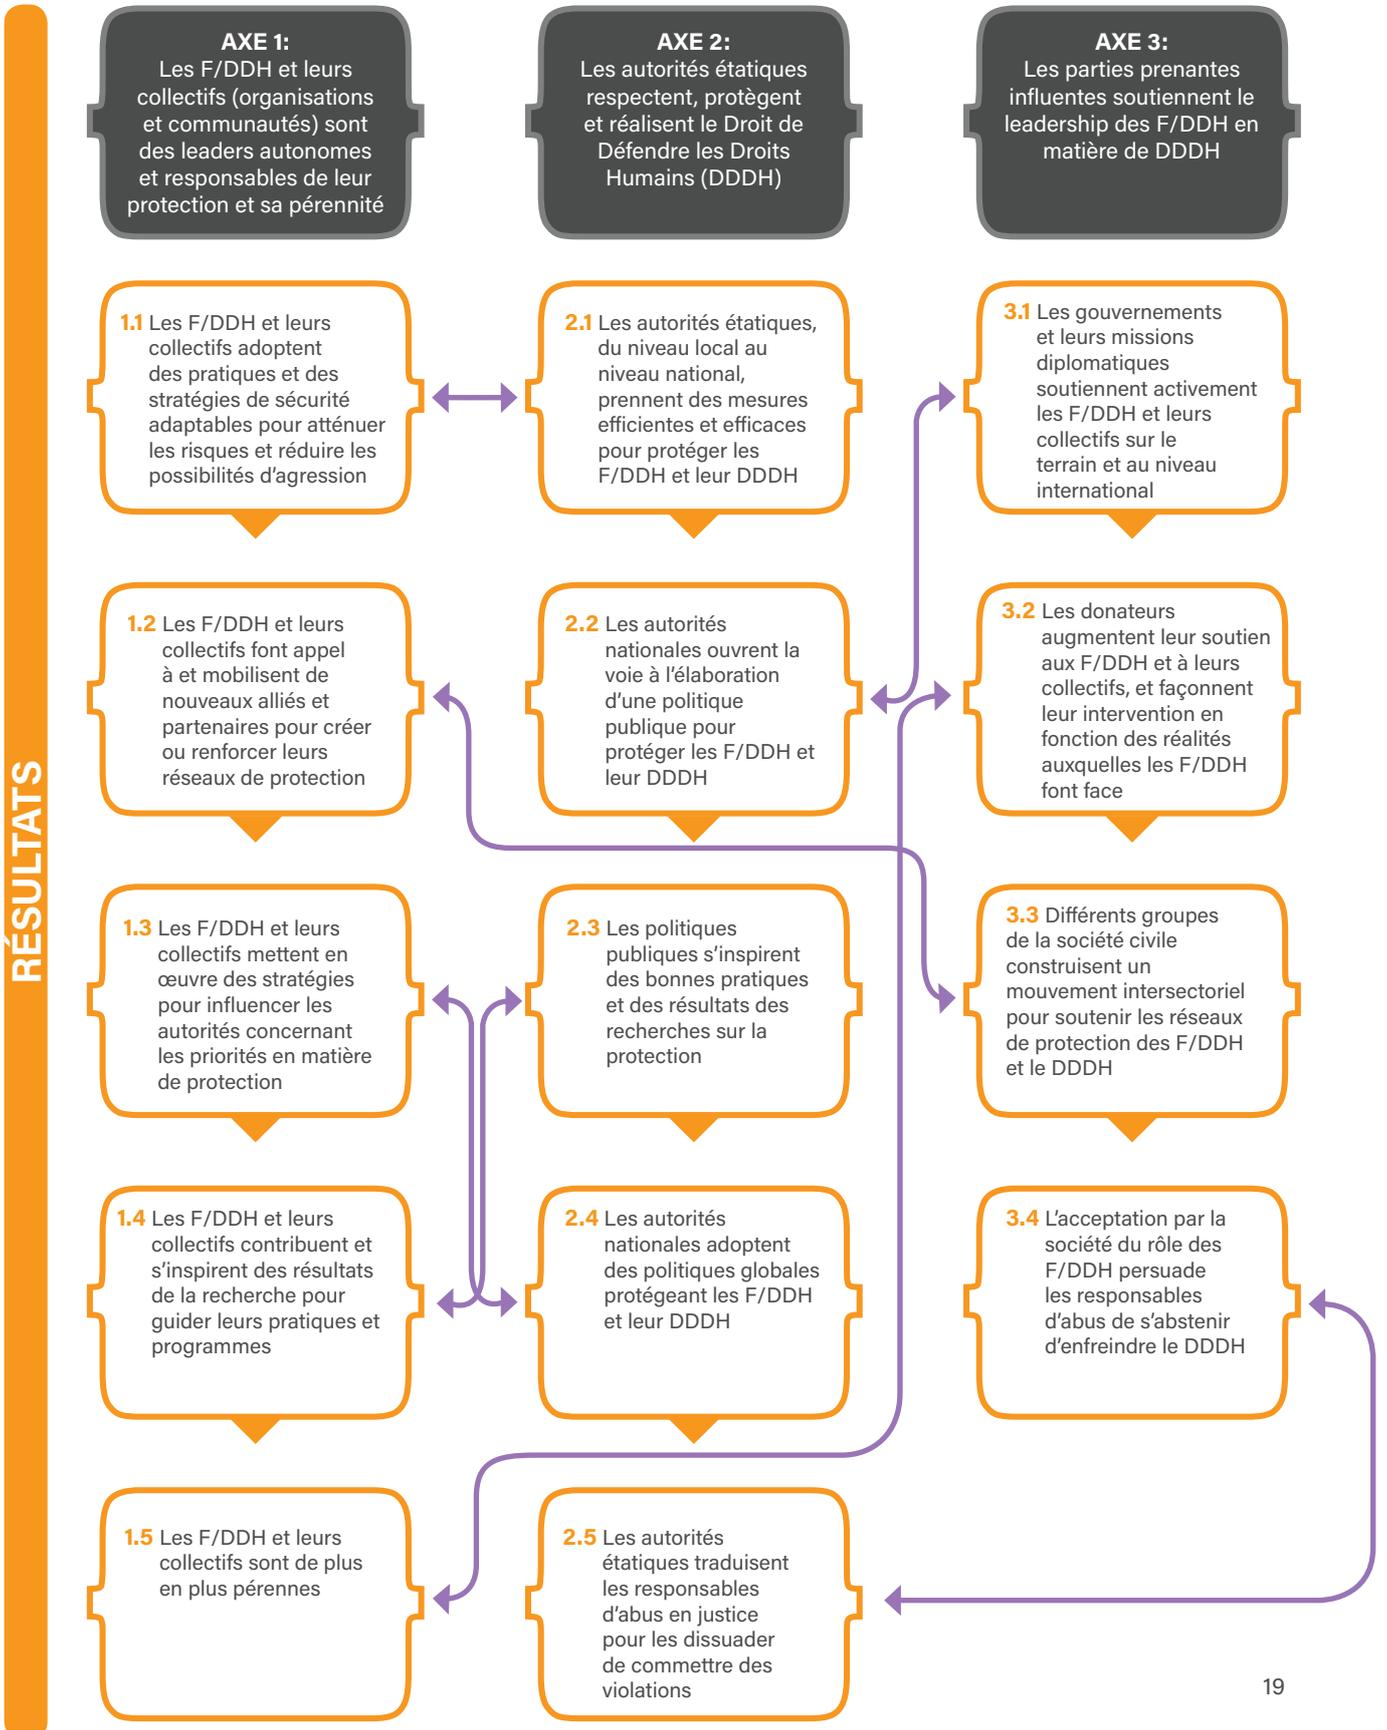 RÉSULTATS
AXE 1:
Les F/DDH et leurs
collectifs (organisations
et communautés) sont
des leaders autonomes
et responsables de leur
protection et sa pérennité
AXE 2:
Les autorités étatiques
respectent, protègent
et réalisent le Droit de
Défendre les Droits
Humains (DDDH)
AXE 3:
Les parties prenantes
influentes soutiennent le
leadership des F/DDH en
matière de DDDH
1.1 Les F/DDH et leurs
collectifs adoptent
des pratiques et des
stratégies de sécurité
adaptables pour atténuer
les risques et réduire les
possibilités d’agression
2.1 Les autorités étatiques,
du niveau local au
niveau national,
prennent des mesures
efficientes et efficaces
pour protéger les
F/DDH et leur DDDH
3.1 Les gouvernements
et leurs missions
diplomatiques
soutiennent activement
les F/DDH et leurs
collectifs sur le
terrain et au niveau
international
1.2 Les F/DDH et leurs
collectifs font appel
à et mobilisent de
nouveaux alliés et
partenaires pour créer
ou renforcer leurs
réseaux de protection
2.2 Les autorités
nationales ouvrent la
voie à l’élaboration
d’une politique
publique pour
protéger les F/DDH et
leur DDDH
3.2 Les donateurs
augmentent leur soutien
aux F/DDH et à leurs
collectifs, et façonnent
leur intervention en
fonction des réalités
auxquelles les F/DDH
font face
1.3 Les F/DDH et leurs
collectifs mettent en
œuvre des stratégies
pour influencer les
autorités concernant
les priorités en matière
de protection
2.3 Les politiques
publiques s’inspirent
des bonnes pratiques
et des résultats des
recherches sur la
protection
3.3 Différents groupes
de la société civile
construisent un
mouvement intersectoriel
pour soutenir les réseaux
de protection des F/DDH
et le DDDH
1.4 Les F/DDH et leurs
collectifs contribuent et
s’inspirent des résultats
de la recherche pour
guider leurs pratiques et
programmes
2.4 Les autorités
nationales adoptent
des politiques globales
protégeant les F/DDH
et leur DDDH
3.4 L’acceptation par la
société du rôle des
F/DDH persuade
les responsables
d’abus de s’abstenir
d’enfreindre le DDDH
1.5 Les F/DDH et leurs
collectifs sont de plus
en plus pérennes
2.5 Les autorités
étatiques traduisent
les responsables
d’abus en justice
pour les dissuader
de commettre des
violations
19